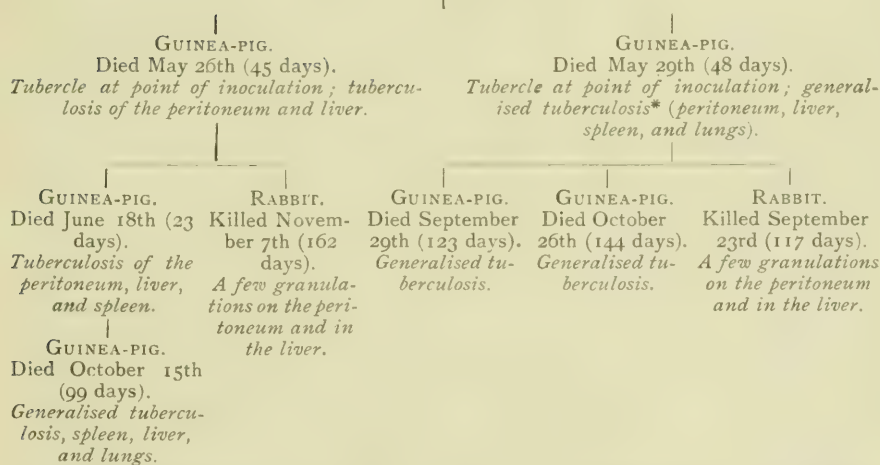 GUINEA-PIG.
Died May 26th (45 days).
Tubercle at point of inoculation; tubercu-
losis of the peritoneum and liver.
GUINEA-PIG.
Died May 29th (48 days).
Tubercle at point of inoculation; general-
ised tuberculosis* (peritoneum, liver,
spleen, and lungs).
GUINEA-PIG.
Died June 18th (23
days).
Tuberculosis of the
peritoneum, liver,
and spleen.
RABBIT.
Killed Novem-
ber 7th (162
days).
A few granula-
tions on the peri-
toneum and in
the liver.
GUINEA-PIG.
Died September
29th (123 days).
Generalised tu-
berculosis.
GUINEA-PIG.
Died October
26th (144 days).
Generalised tu-
berculosis.
RABBIT.
Killed September
23rd (117 days).
A few granulations
on the peritoneum
and in the liver.
GUINEA-PIG.
Died October 15th
(99 days).
Generalised tubercu-
losis, spleen, liver,
and lungs.